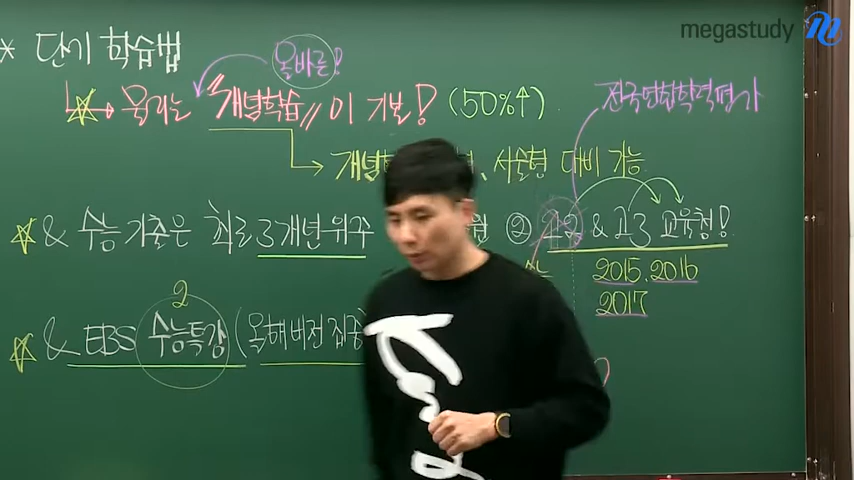 megastudy
* 단기 학습법
올바른!
물리는 "개념학습" 이 기본! (50%↑)
전국연합학력평가
→ 개념 서술형 대비 가능
☆ & 수능 기출은 최근 3개년 위주 ② 고2 & 고3 교육청!
2015. 2016
2017
2
☆ & EBS 수능특강 (올해버전 집중